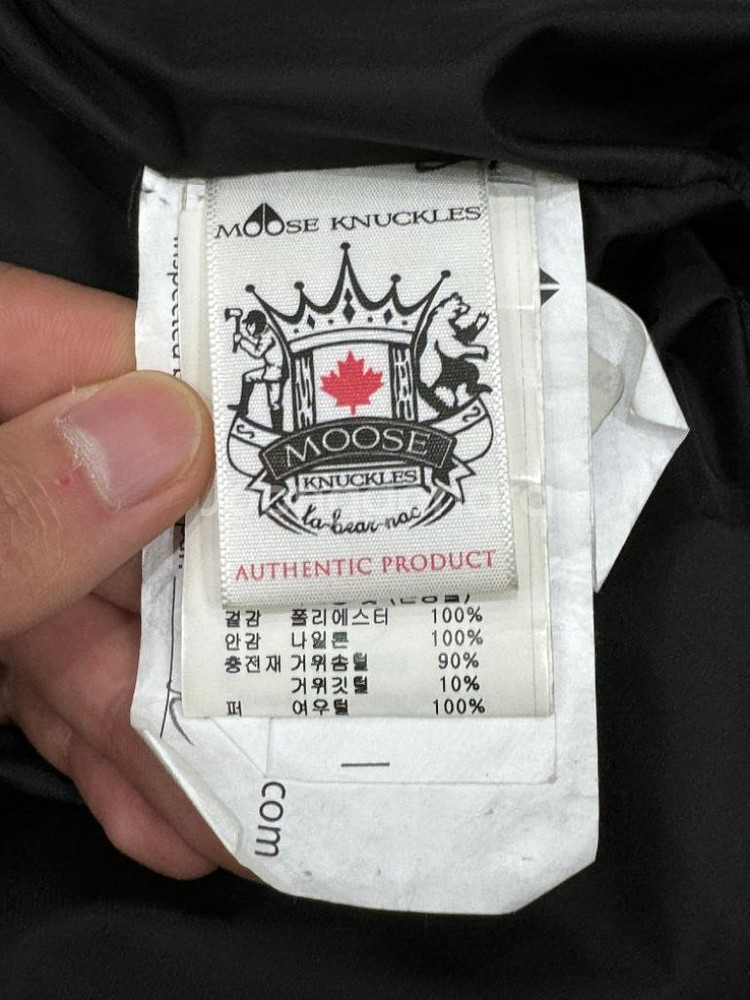 MOOSE KNUCKLES
MOOSE
KNUCKLES
ta-bear-nac
AUTHENTIC PRODUCT
겉감 폴리에스터 100%
안감 나일론 100%
충전재 거위솜털 90%
거위깃털 10%
퍼 여우털 100%
inspected
com